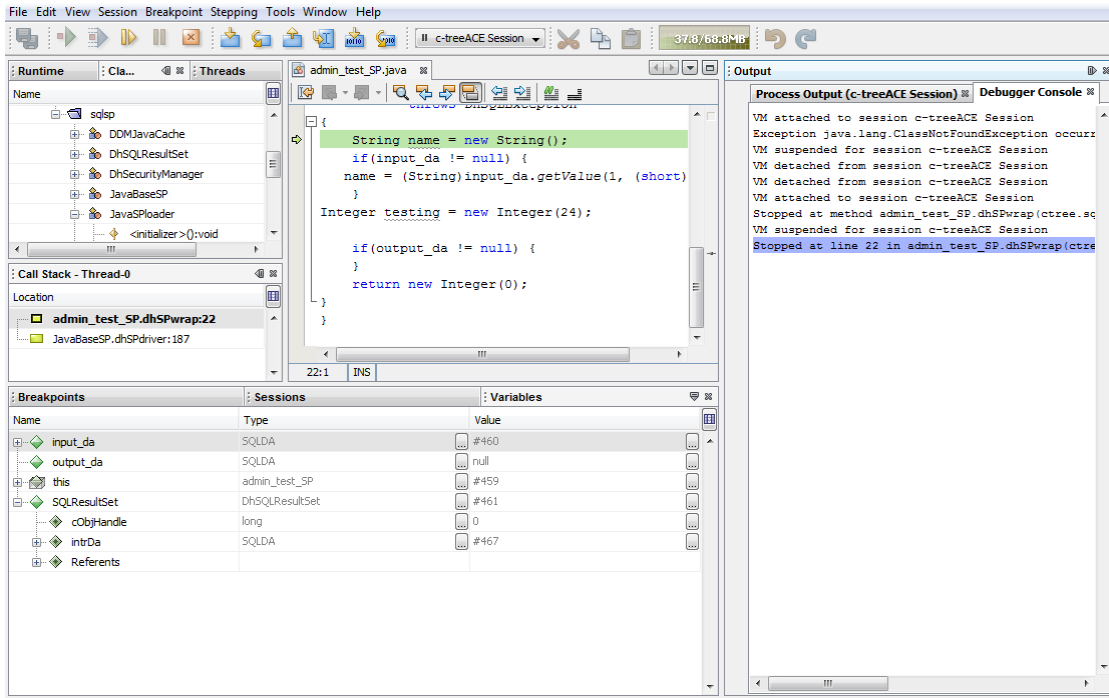 File Edit View Session Breakpoint Stepping Tools Window Help
c-treeACE Session
37.8/68.8MB
Runtime
Cla...
Threads
Name
sqlsp
DDMJavaCache
DhSQLResultSet
DhSecurityManager
JavaBaseSP
JavaSPloader
<initializer>():void
Call Stack - Thread-0
Location
admin_test_SP.dhSPwrap:22
JavaBaseSP.dhSPdriver:187
admin_test_SP.java
throws DhSQLException
{
String name = new String();
if(input_da != null) {
name = (String)input_da.getValue(1, (short)
}
Integer testing = new Integer(24);
if(output_da != null) {
}
return new Integer(0);
}
}
22:1 INS
Output
Process Output (c-treeACE Session)
Debugger Console
VM attached to session c-treeACE Session
Exception java.lang.ClassNotFoundException occurr
VM suspended for session c-treeACE Session
VM detached from session c-treeACE Session
VM detached from session c-treeACE Session
VM attached to session c-treeACE Session
Stopped at method admin_test_SP.dhSPwrap(ctree.sq
VM suspended for session c-treeACE Session
Stopped at line 22 in admin_test_SP.dhSPwrap(ctre
Breakpoints
Sessions
Variables
Name Type Value
input_da SQLDA #460
output_da SQLDA null
this admin_test_SP #459
SQLResultSet DhSQLResultSet #461
cObjHandle long 0
intrDa SQLDA #467
Referents